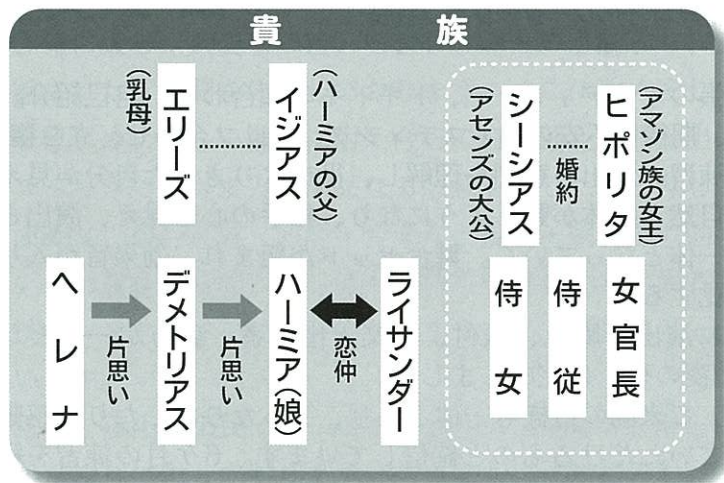 貴族
(アマゾン族の女王)
ヒポリタ
婚約
シーシアス
(アセンズの大公)
女官長
侍従
侍女
(ハーミアの父)
イジアス
エリーズ
(乳母)
ライサンダー
恋仲
ハーミア(娘)
片思い
デメトリアス
片思い
ヘレナ